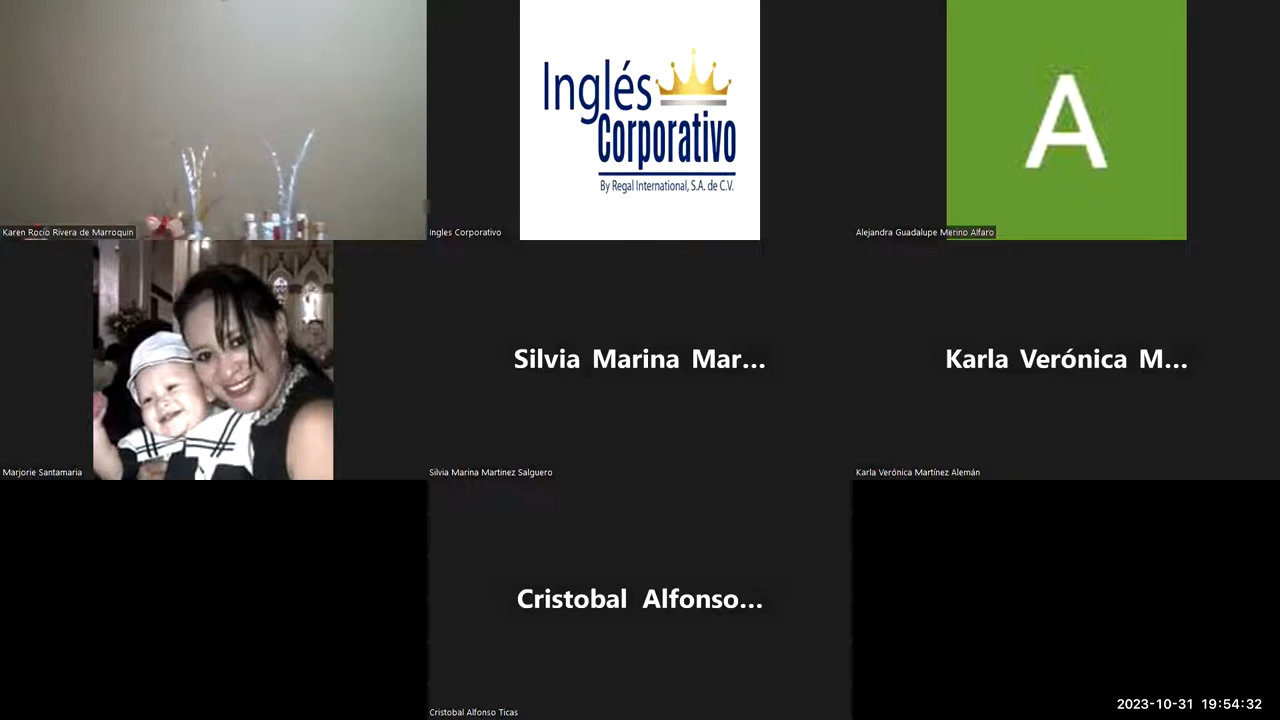 Inglés
Corporativo
By Regal International, S.A. de C.V.
A
Karen Rocío Rivera de Marroquin
Ingles Corporativo
Alejandra Guadalupe Merino Alfaro
Silvia Marina Mar...
Karla Verónica M...
Marjorie Santamaria
Silvia Marina Martinez Salguero
Karla Verónica Martínez Alemán
Cristobal Alfonso...
Cristobal Alfonso Ticas
2023-10-31 19:54:32